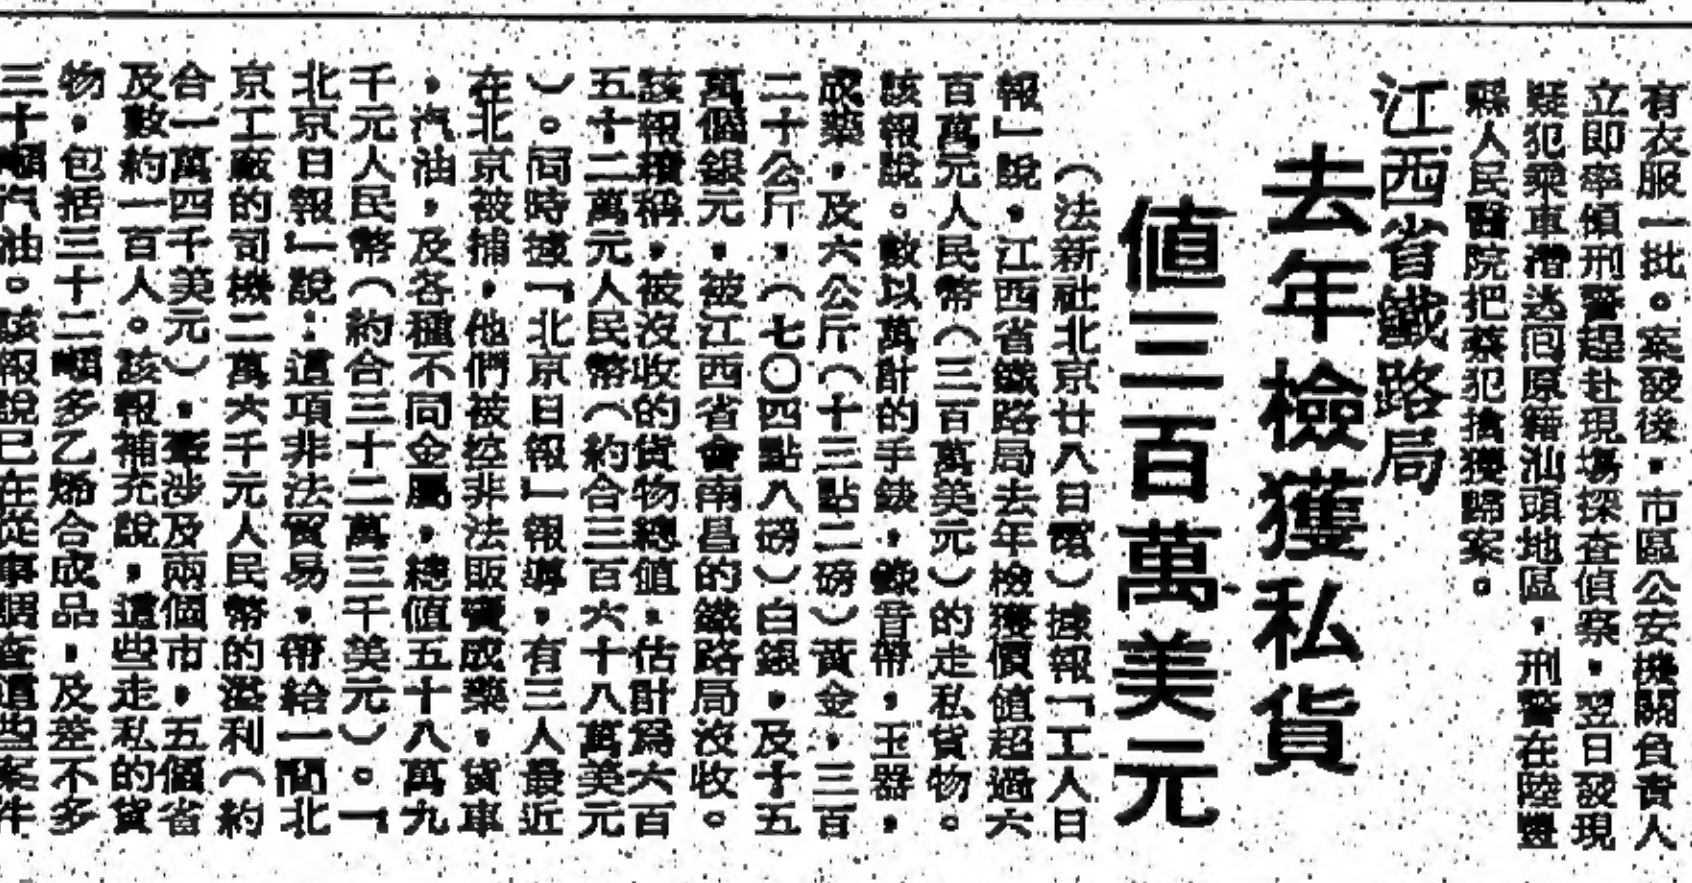 有衣服一批。案發後，市區公安機關負責人
立即率偵刑警趕赴現場探查偵察，翌日發現
疑犯乘車潛逃回原籍汕頭地區，刑警在陸豐
縣人民醫院把蔡犯擒獲歸案。
江西省鐵路局
去年檢獲私貨
值三百萬美元
（法新社北京廿八日電）據報「工人日
報」說，江西省鐵路局去年檢獲價值超過六
百萬元人民幣（三百萬美元）的走私貨物。
該報說。數以萬計的手錶，錄音帶，玉器，
成藥，及六公斤（十三點二磅）黃金，三百
二十公斤，（七〇四點八磅）白銀，及十五
萬個銀元，被江西省會南昌的鐵路局沒收。
該報續稱，被沒收的貨物總值，估計爲六百
五十二萬元人民幣（約合三百六十八萬美元
）。同時據「北京日報」報導，有三人最近
在北京被捕，他們被控非法販賣成藥，貨車
，汽油，及各種不同金屬，總值五十八萬九
千元人民幣（約合三十二萬三千美元）。「
北京日報」說：這項非法貿易，帶給一間北
京工廠的司機二萬六千元人民幣的溢利（約
合一萬四千美元），牽涉及兩個市，五個省
及數約一百人。該報補充說，這些走私的貨
物，包括三十二噸多乙烯合成品，及差不多
三十噸汽油。該報說已在從事調查這些案件